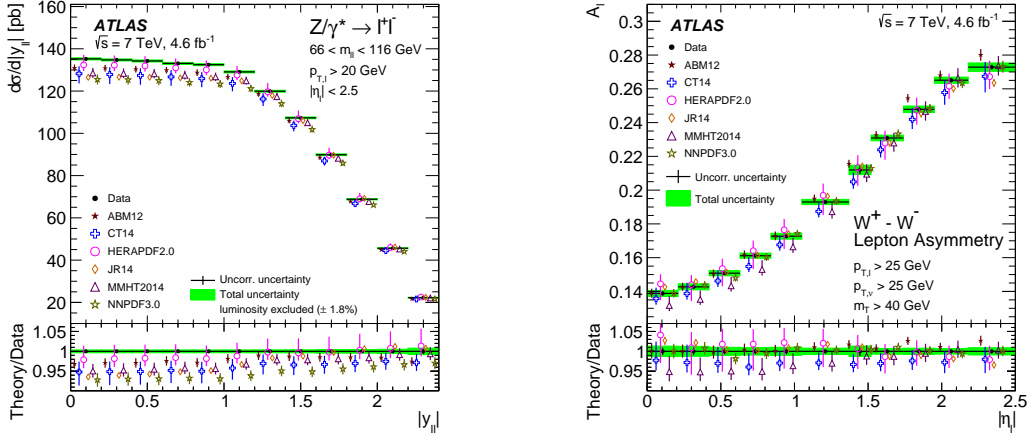 dσ/d|y_ll| [pb]
ATLAS
√s = 7 TeV, 4.6 fb⁻¹
Z/γ* → l⁺l⁻
66 < m_ll < 116 GeV
p_T,l > 20 GeV
|η_l| < 2.5
160
140
120
100
80
60
40
20
Data
ABM12
CT14
HERAPDF2.0
JR14
MMHT2014
NNPDF3.0
Uncorr. uncertainty
Total uncertainty
luminosity excluded (± 1.8%)
Theory/Data
1.05
1
0.95
0 0.5 1 1.5 2
|y_ll|
A_l
ATLAS
√s = 7 TeV, 4.6 fb⁻¹
0.3
0.28
0.26
0.24
0.22
0.2
0.18
0.16
0.14
Data
ABM12
CT14
HERAPDF2.0
JR14
MMHT2014
NNPDF3.0
Uncorr. uncertainty
Total uncertainty
W⁺ - W⁻
Lepton Asymmetry
p_T,l > 25 GeV
p_T,ν > 25 GeV
m_T > 40 GeV
Theory/Data
1.05
1
0.95
0 0.5 1 1.5 2 2.5
|η_l|